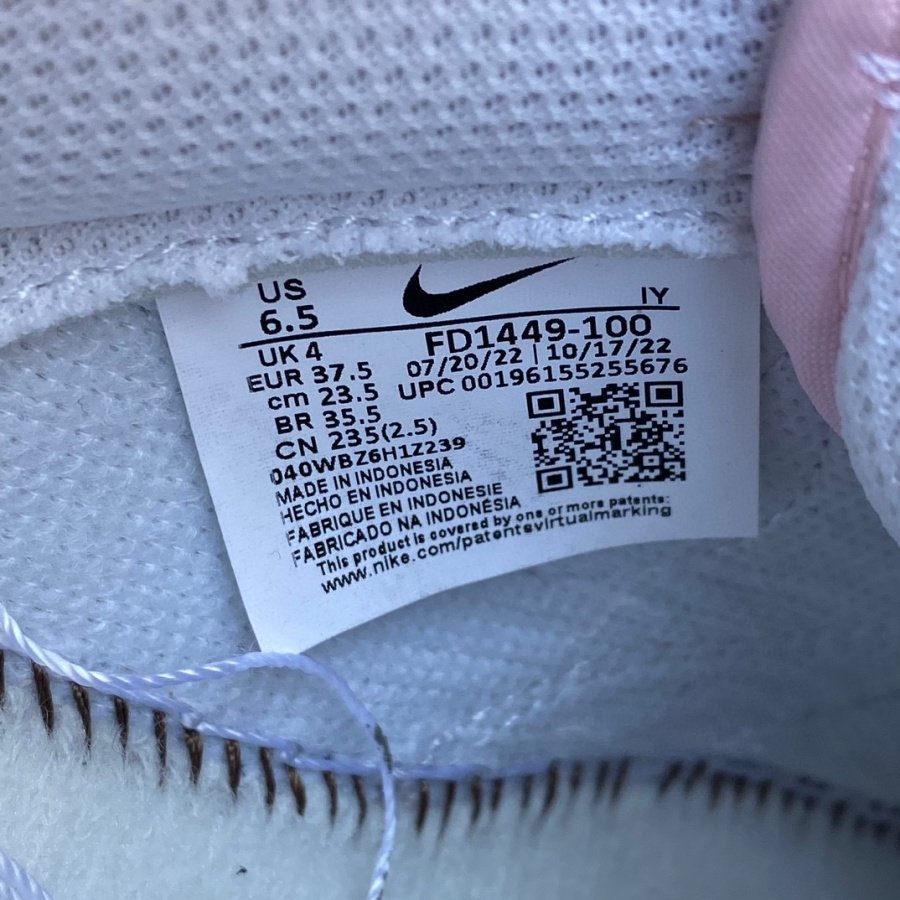 US
6.5
IY
FD1449-100
UK 4
07/20/22 | 10/17/22
EUR 37.5
UPC 00196155255676
cm 23.5
BR 35.5
CN 235(2.5)
040WBZ6H1Z239
MADE IN INDONESIA
HECHO EN INDONESIA
FABRIQUE EN INDONESIE
FABRICADO NA INDONÉSIA
This product is covered by one or more patents:
www.nike.com/patentsvirtualmarking